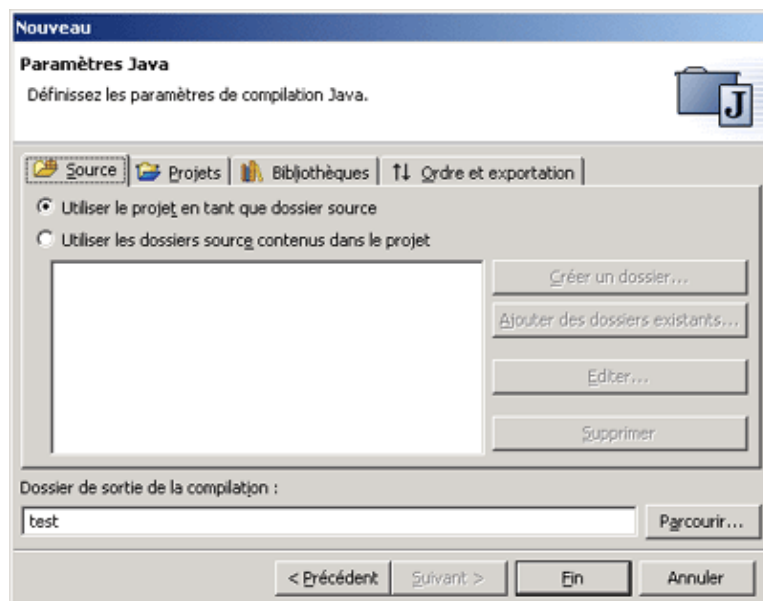 Nouveau
Paramètres Java
Définissez les paramètres de compilation Java.
J
Source Projets Bibliothèques Ordre et exportation
Utiliser le projet en tant que dossier source
Utiliser les dossiers source contenus dans le projet
Créer un dossier...
Ajouter des dossiers existants...
Editer...
Supprimer
Dossier de sortie de la compilation :
test Parcourir...
< Précédent Suivant > Fin Annuler